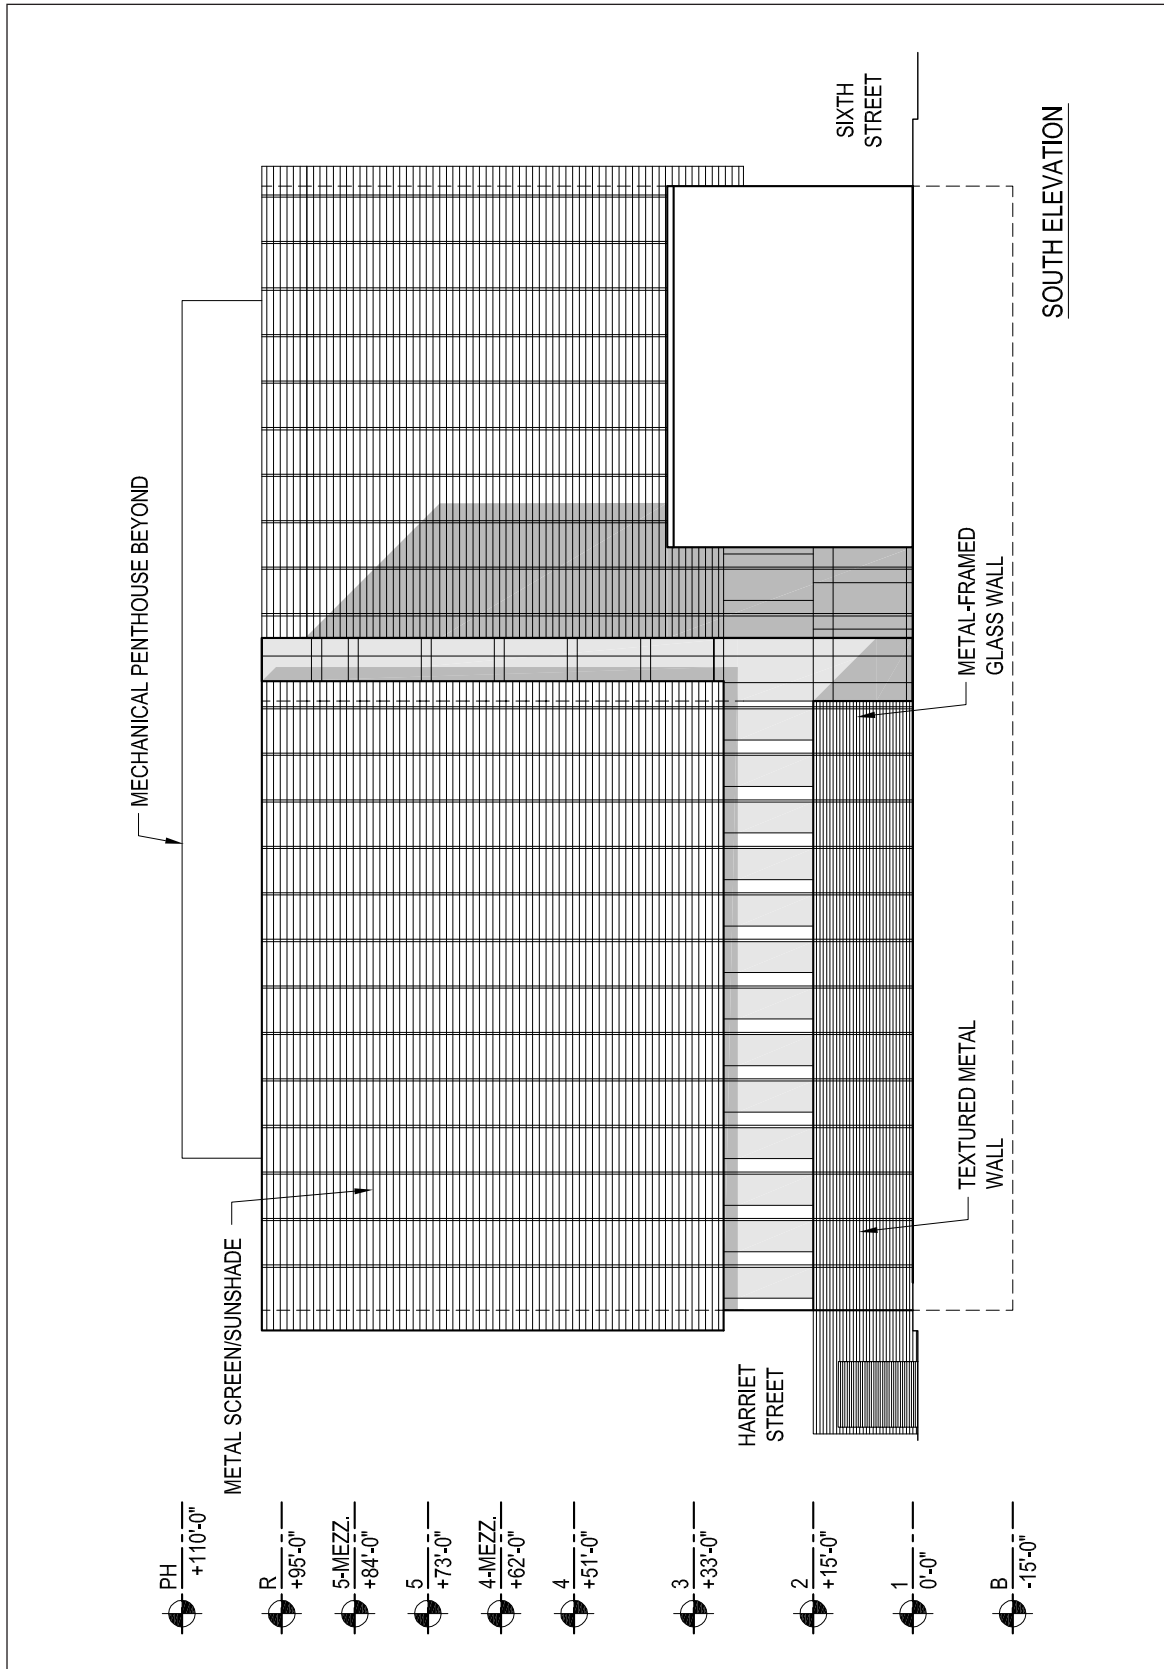 MECHANICAL PENTHOUSE BEYOND
METAL SCREEN/SUNSHADE
SIXTH
STREET
HARRIET
STREET
METAL-FRAMED
GLASS WALL
TEXTURED METAL
WALL
PH
+110'-0"
R
+95'-0"
5-MEZZ.
+84'-0"
5
+73'-0"
4-MEZZ.
+62'-0"
4
+51'-0"
3
+33'-0"
2
+15'-0"
1
0'-0"
B
-15'-0"
SOUTH ELEVATION